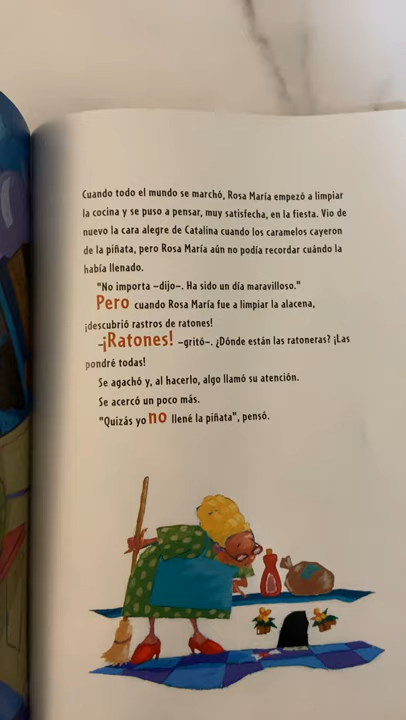 Cuando todo el mundo se marchó, Rosa María empezó a limpiar
la cocina y se puso a pensar, muy satisfecha, en la fiesta. Vio de
nuevo la cara alegre de Catalina cuando los caramelos cayeron
de la piñata, pero Rosa María aún no podía recordar cuándo la
había llenado.
"No importa –dijo–. Ha sido un día maravilloso."
Pero cuando Rosa María fue a limpiar la alacena,
¡descubrió rastros de ratones!
–¡Ratones! –gritó–. ¿Dónde están las ratoneras? ¡Las
pondré todas!
Se agachó y, al hacerlo, algo llamó su atención.
Se acercó un poco más.
"Quizás yo no llené la piñata", pensó.